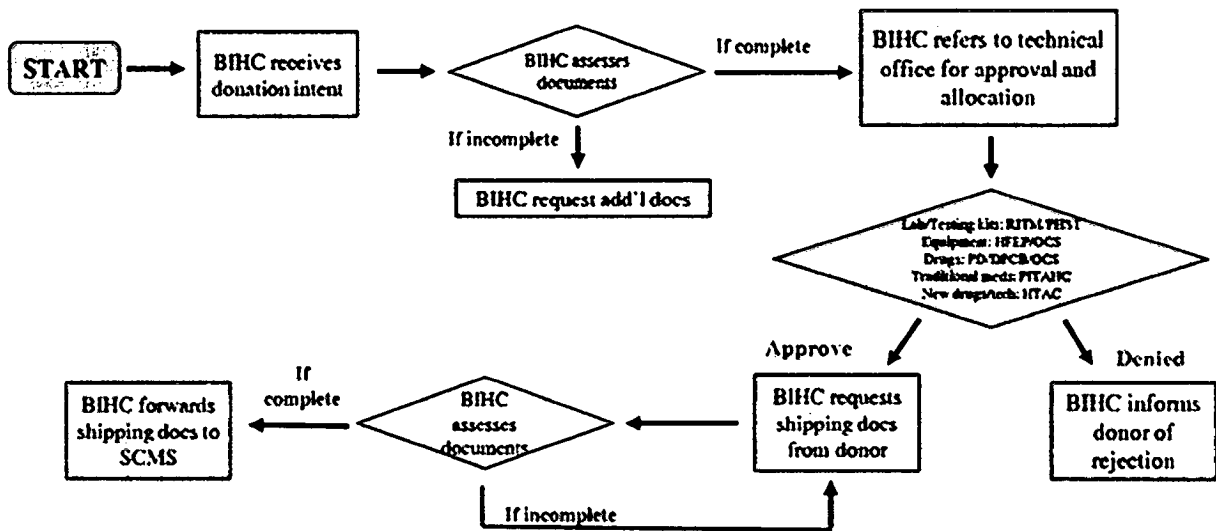 START
BIHC receives
donation intent
BIHC assesses
documents
If complete
BIHC refers to technical
office for approval and
allocation
If incomplete
BIHC request add'l docs
Lab/Testing kits: RITM/PHST
Equipment: HFEP/OCS
Drugs: PD/DPCB/OCS
Traditional meds: PITAHC
New drugs/tech: HTAC
Approve
Denied
BIHC requests
shipping docs
from donor
BIHC informs
donor of
rejection
BIHC
assesses
documents
If
complete
BIHC forwards
shipping docs to
SCMS
If incomplete